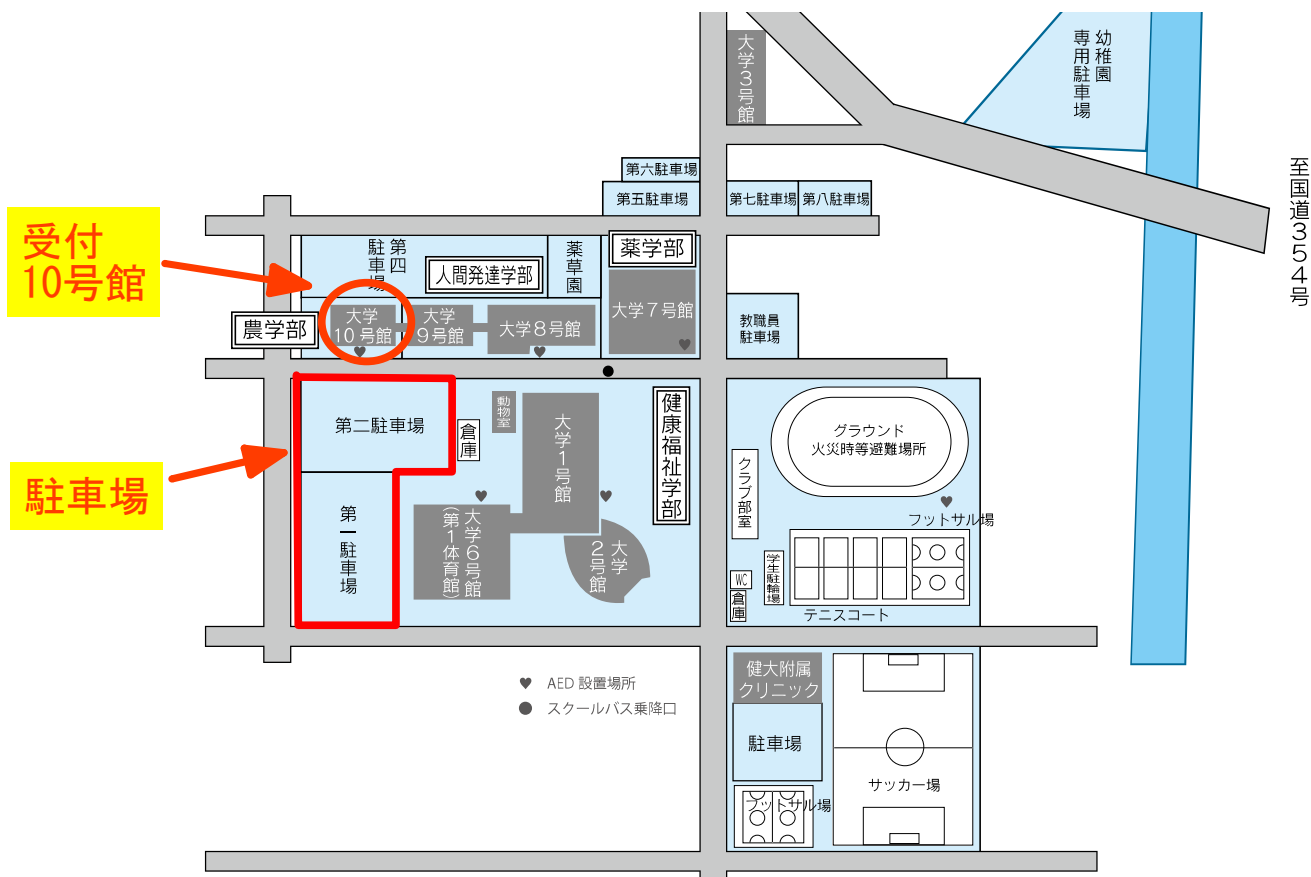 大学3号館
幼稚園
専用駐車場
至国道354号
第六駐車場
第五駐車場
第七駐車場
第八駐車場
受付
10号館
第四
駐車場
人間発達学部
薬草園
薬学部
農学部
大学
10号館
大学
9号館
大学8号館
大学7号館
教職員
駐車場
駐車場
第二駐車場
第一駐車場
倉庫
動物室
大学1号館
健康福祉学部
大学6号館
(第1体育館)
大学
2号館
グラウンド
火災時等避難場所
クラブ部室
フットサル場
学生駐輪場
WC
倉庫
テニスコート
AED 設置場所
スクールバス乗降口
健大附属
クリニック
駐車場
サッカー場
フットサル場